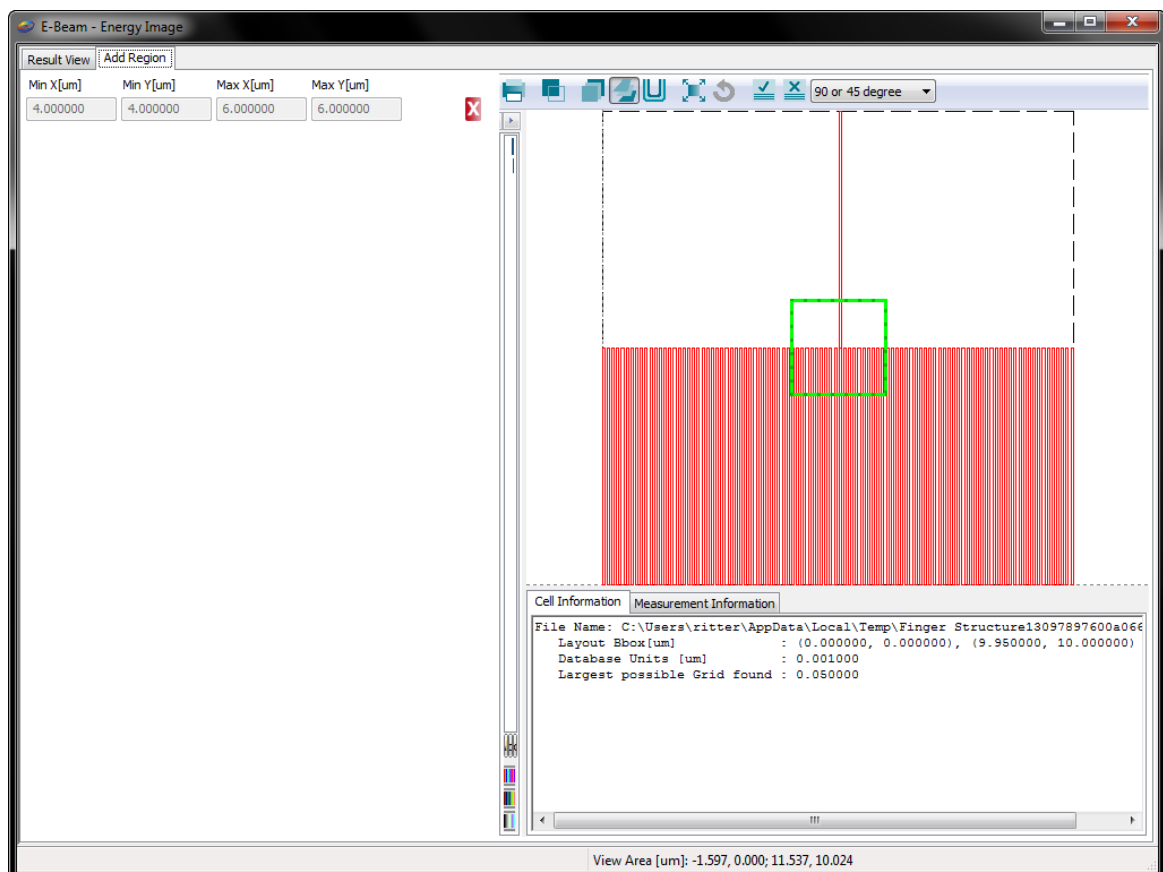 E-Beam - Energy Image
Result View Add Region
Min X[um] Min Y[um] Max X[um] Max Y[um]
4.000000 4.000000 6.000000 6.000000
90 or 45 degree
Cell Information Measurement Information
File Name: C:\Users\ritter\AppData\Local\Temp\Finger Structure13097897600a066
Layout Bbox[um] : (0.000000, 0.000000), (9.950000, 10.000000)
Database Units [um] : 0.001000
Largest possible Grid found : 0.050000
View Area [um]: -1.597, 0.000; 11.537, 10.024